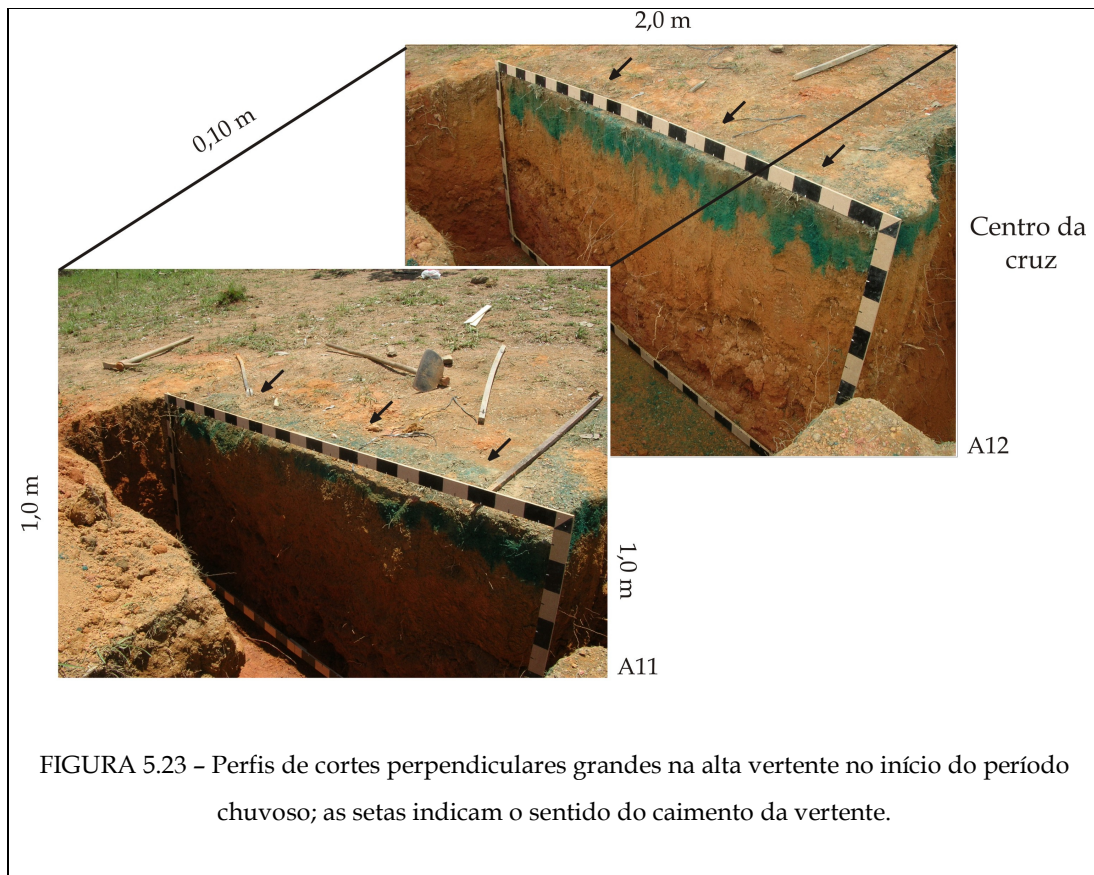 2,0 m
0,10 m
Centro da
cruz
A12
1,0 m
1,0 m
A11
FIGURA 5.23 – Perfis de cortes perpendiculares grandes na alta vertente no início do período
chuvoso; as setas indicam o sentido do caimento da vertente.